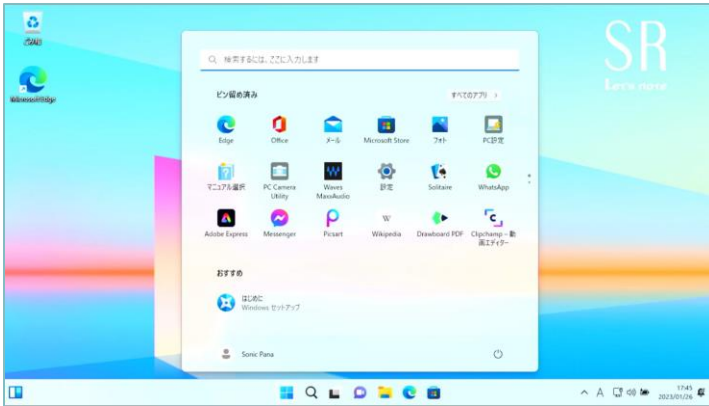 ごみ箱
Microsoft Edge
SR
Let's note
検索するには、ここに入力します
ピン留め済み
すべてのアプリ >
Edge
Office
メール
Microsoft Store
フォト
PC設定
マニュアル選択
PC Camera
Utility
Waves
MaxxAudio
設定
Solitaire
WhatsApp
Adobe Express
Messenger
Picsart
Wikipedia
Drawboard PDF
Clipchamp – 動
画エディター
おすすめ
はじめに
Windows セットアップ
Sonic Pana
A
17:45
2023/01/26